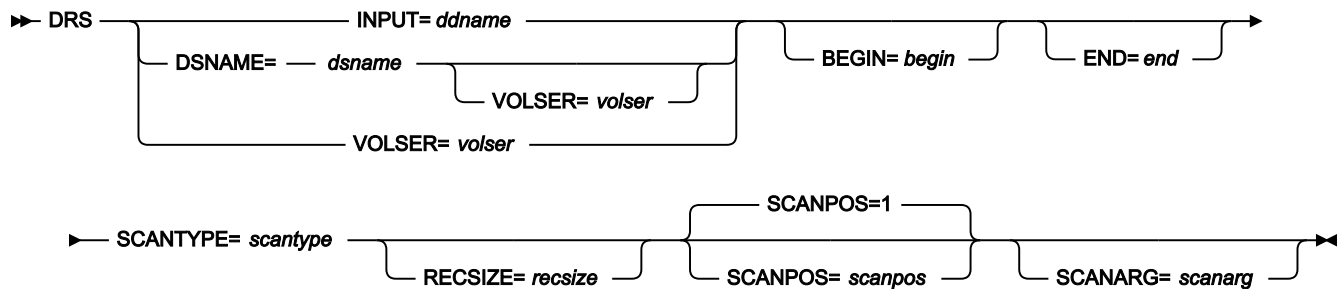 DRS INPUT= ddname
DSNAME= dsname BEGIN= begin END= end
VOLSER= volser
VOLSER= volser
SCANPOS=1
SCANTYPE= scantype
RECSIZE= recsize SCANPOS= scanpos SCANARG= scanarg